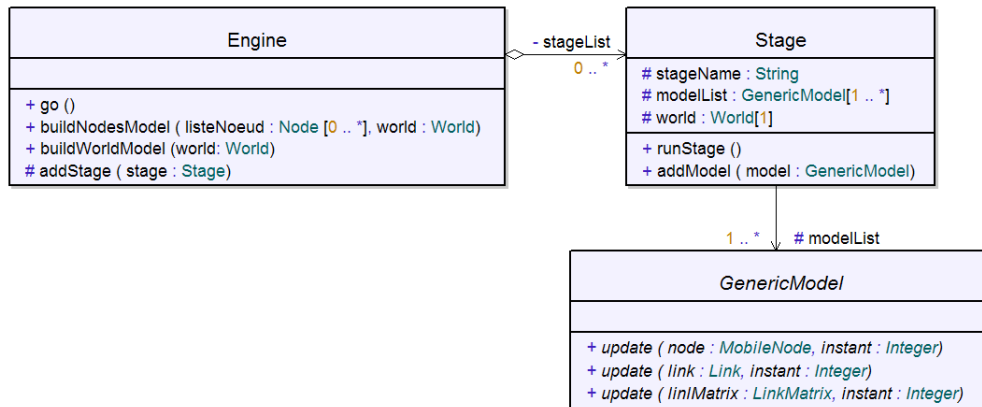 Engine
- stageList
0 .. *
Stage
# stageName : String
# modelList : GenericModel[1 .. *]
# world : World[1]
+ go ()
+ buildNodesModel ( listeNoeud : Node [0 .. *], world : World)
+ buildWorldModel (world: World)
# addStage ( stage : Stage)
+ runStage ()
+ addModel ( model : GenericModel)
1 .. *
# modelList
GenericModel
+ update ( node : MobileNode, instant : Integer)
+ update ( link : Link, instant : Integer)
+ update ( linlMatrix : LinkMatrix, instant : Integer)